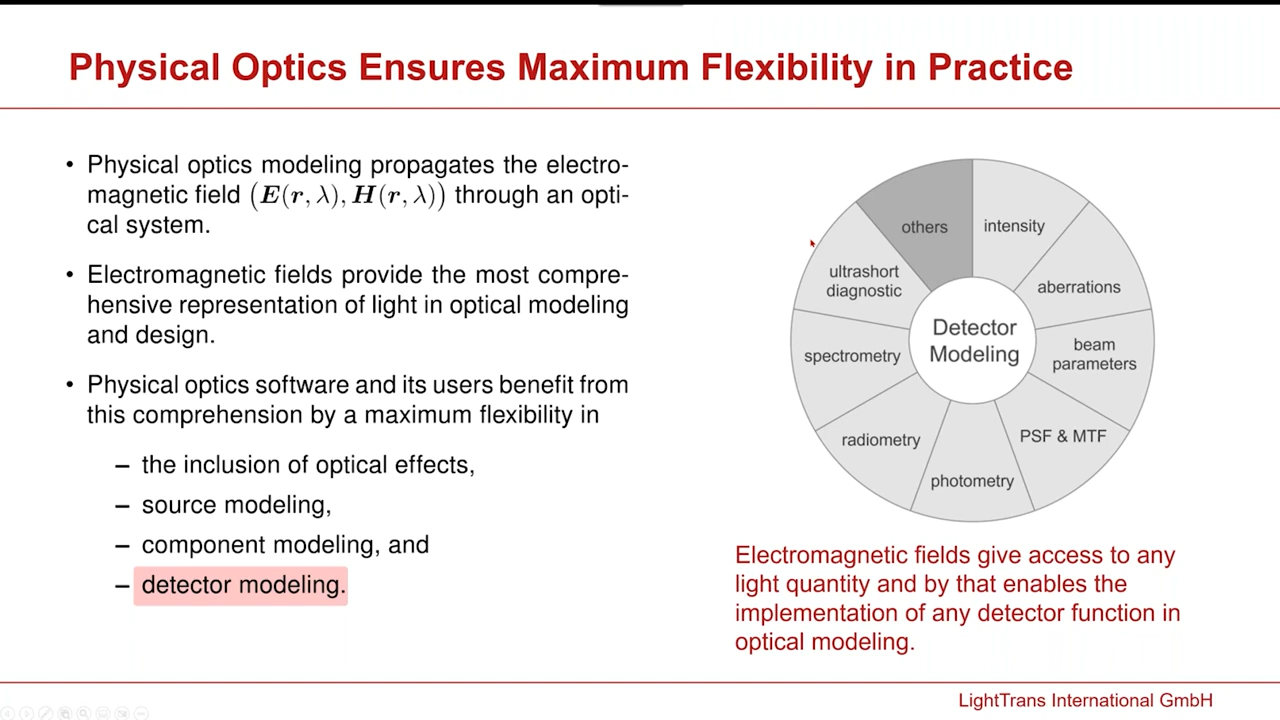 Physical Optics Ensures Maximum Flexibility in Practice
• Physical optics modeling propagates the electro-
magnetic field (E(r, λ), H(r, λ)) through an opti-
cal system.
• Electromagnetic fields provide the most compre-
hensive representation of light in optical modeling
and design.
• Physical optics software and its users benefit from
this comprehension by a maximum flexibility in
– the inclusion of optical effects,
– source modeling,
– component modeling, and
– detector modeling.
others
intensity
ultrashort
diagnostic
aberrations
Detector
Modeling
spectrometry
beam
parameters
radiometry
PSF & MTF
photometry
Electromagnetic fields give access to any
light quantity and by that enables the
implementation of any detector function in
optical modeling.
LightTrans International GmbH